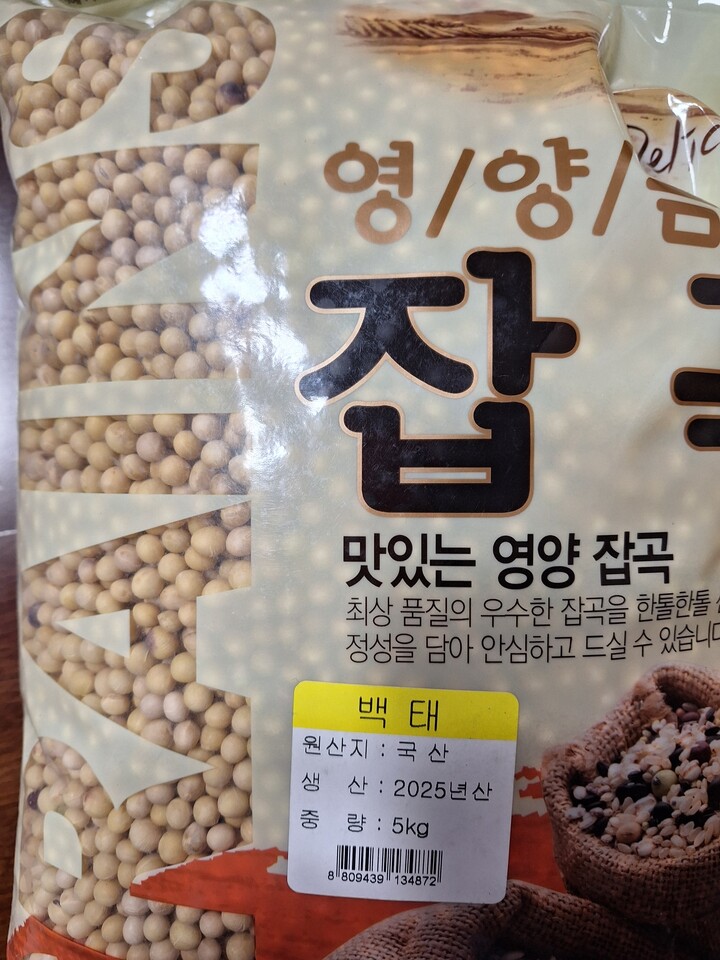 GRAINS
영/양/
잡
맛있는 영양 잡곡
최상 품질의 우수한 잡곡을 한톨한톨
정성을 담아 안심하고 드실 수 있습니다
백 태
원산지 : 국 산
생 산 : 2025년산
중 량 : 5kg
8 809439 134872